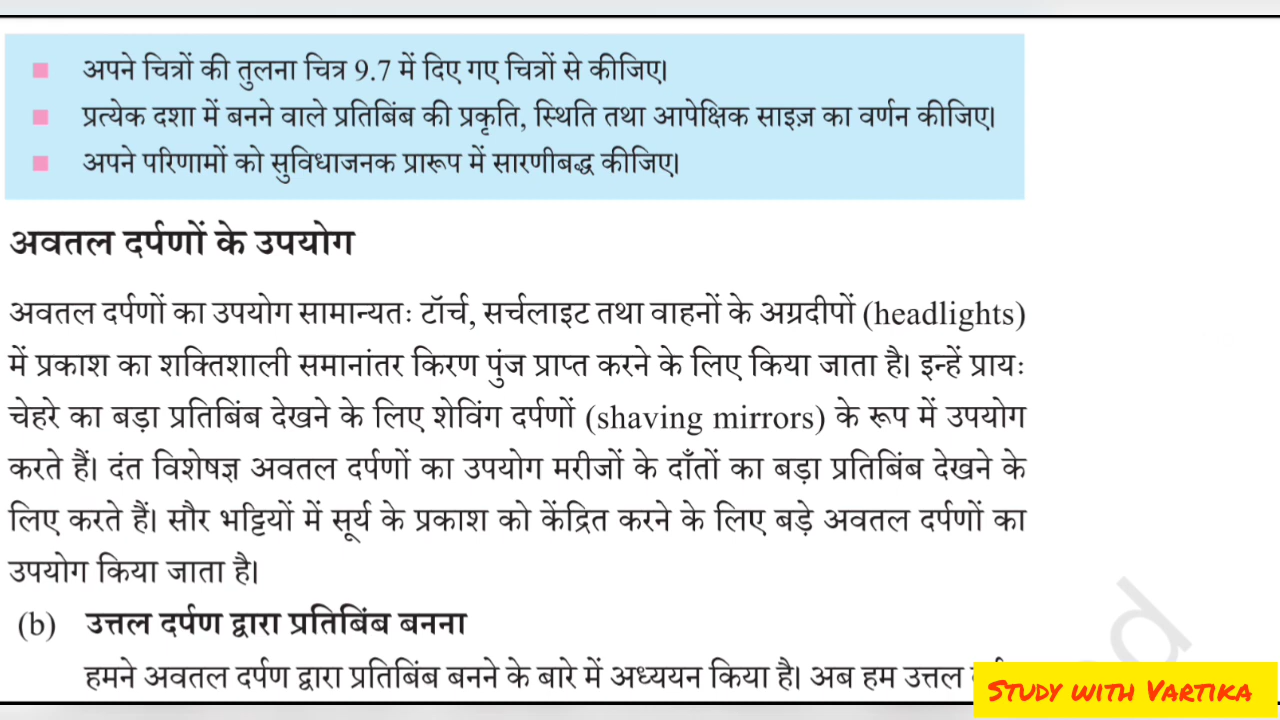 अपने चित्रों की तुलना चित्र 9.7 में दिए गए चित्रों से कीजिए।
प्रत्येक दशा में बनने वाले प्रतिबिंब की प्रकृति, स्थिति तथा आपेक्षिक साइज़ का वर्णन कीजिए।
अपने परिणामों को सुविधाजनक प्रारूप में सारणीबद्ध कीजिए।
अवतल दर्पणों के उपयोग
अवतल दर्पणों का उपयोग सामान्यतः टॉर्च, सर्चलाइट तथा वाहनों के अग्रदीपों (headlights)
में प्रकाश का शक्तिशाली समानांतर किरण पुंज प्राप्त करने के लिए किया जाता है। इन्हें प्रायः
चेहरे का बड़ा प्रतिबिंब देखने के लिए शेविंग दर्पणों (shaving mirrors) के रूप में उपयोग
करते हैं। दंत विशेषज्ञ अवतल दर्पणों का उपयोग मरीजों के दाँतों का बड़ा प्रतिबिंब देखने के
लिए करते हैं। सौर भट्टियों में सूर्य के प्रकाश को केंद्रित करने के लिए बड़े अवतल दर्पणों का
उपयोग किया जाता है।
(b) उत्तल दर्पण द्वारा प्रतिबिंब बनना
हमने अवतल दर्पण द्वारा प्रतिबिंब बनने के बारे में अध्ययन किया है। अब हम उत्तल
STUDY WITH VARTIKA